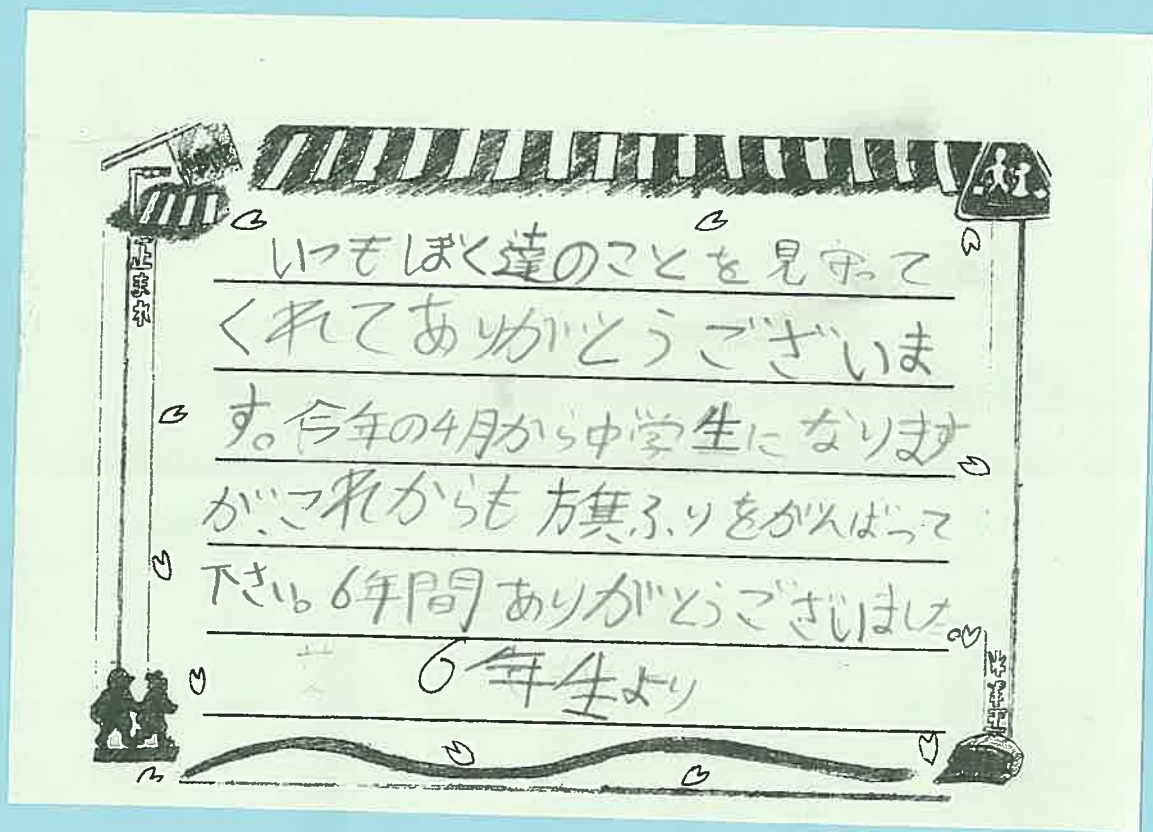 いつもぼく達のことを見守って
くれてありがとうございま
す。今年の4月から中学生になります
が、これからも旗ふりをがんばって
下さい。6年間ありがとうございました。
6年生より
止まれ
止まれ